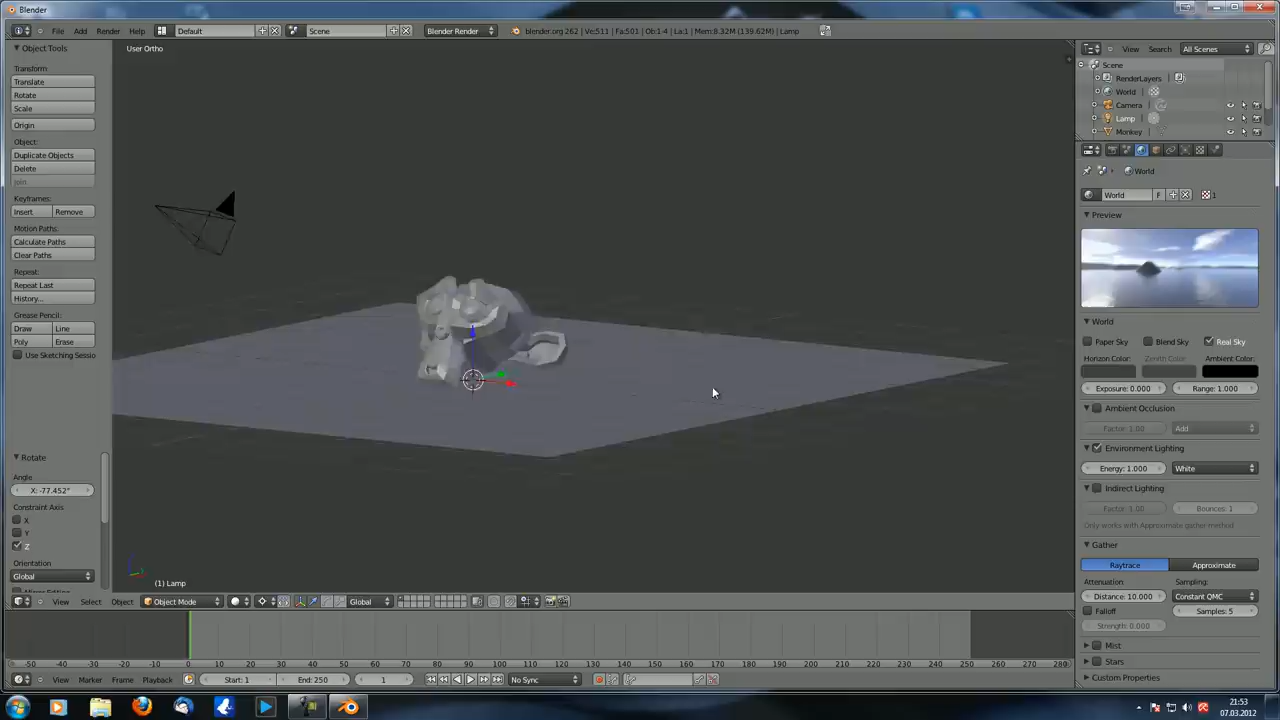 Blender
File Add Render Help Default Scene Blender Render blender.org 262 | Ve:511 | Fa:501 | Ob:1-4 | La:1 | Mem:8.32M (139.62M) | Lamp
Object Tools
User Ortho
View Search All Scenes
Scene
RenderLayers
World
Camera
Lamp
Monkey
Transform:
Translate
Rotate
Scale
Origin
Object:
Duplicate Objects
Delete
Join
Keyframes:
Insert Remove
Motion Paths:
Calculate Paths
Clear Paths
Repeat:
Repeat Last
History...
Grease Pencil:
Draw Line
Poly Erase
Use Sketching Sessio
Rotate
Angle
X: -77.452°
Constraint Axis
X
Y
Z
Orientation
Global
World
World F 1
Preview
World
Paper Sky Blend Sky Real Sky
Horizon Color: Zenith Color: Ambient Color:
Exposure: 0.000 Range: 1.000
Ambient Occlusion
Factor: 1.00 Add
Environment Lighting
Energy: 1.000 White
Indirect Lighting
Factor: 1.00 Bounces: 1
Only works with Approximate gather method
Gather
Raytrace Approximate
Attenuation: Sampling:
Distance: 10.000 Constant QMC
Falloff Samples: 5
Strength: 0.000
Mist
Stars
Custom Properties
(1) Lamp
View Select Object Object Mode Global
-50 -40 -30 -20 -10 0 10 20 30 40 50 60 70 80 90 100 110 120 130 140 150 160 170 180 190 200 210 220 230 240 250 260 270 280
View Marker Frame Playback Start: 1 End: 250 1 No Sync
21:53
07.03.2012